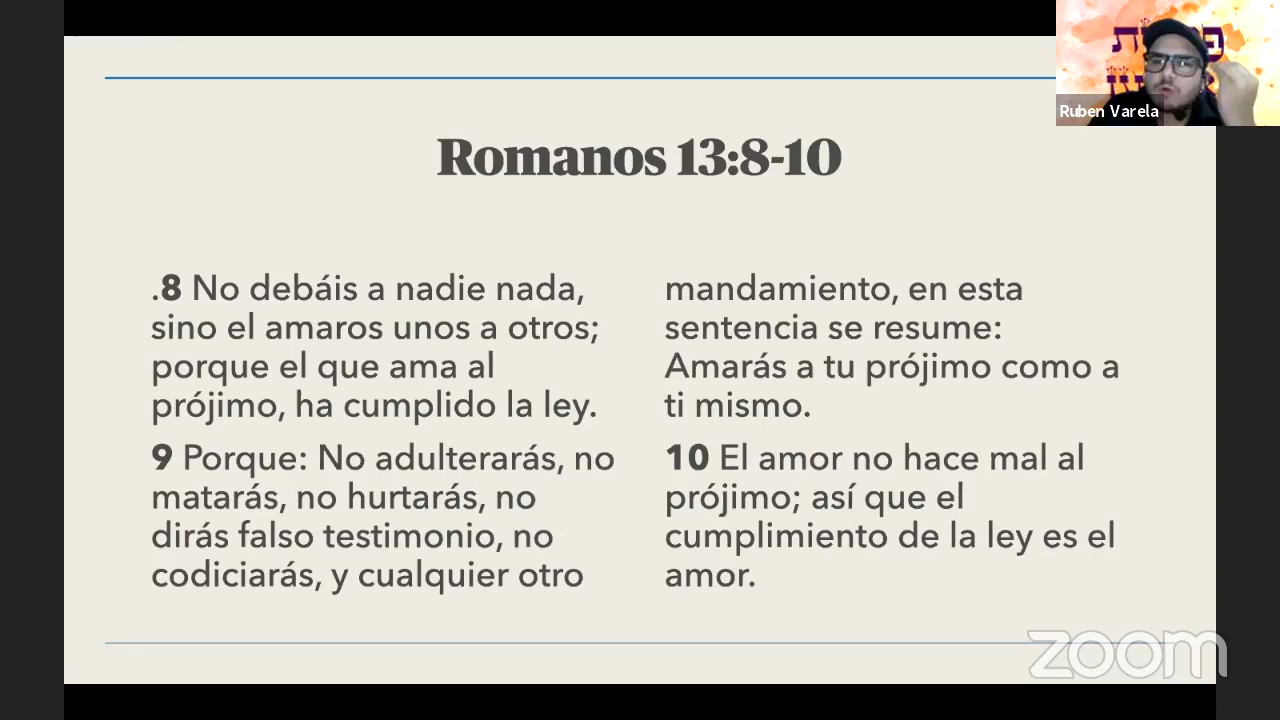 Ruben Varela
Romanos 13:8-10
.8 No debáis a nadie nada,
sino el amaros unos a otros;
porque el que ama al
prójimo, ha cumplido la ley.
9 Porque: No adulterarás, no
matarás, no hurtarás, no
dirás falso testimonio, no
codiciarás, y cualquier otro
mandamiento, en esta
sentencia se resume:
Amarás a tu prójimo como a
ti mismo.
10 El amor no hace mal al
prójimo; así que el
cumplimiento de la ley es el
amor.
zoom